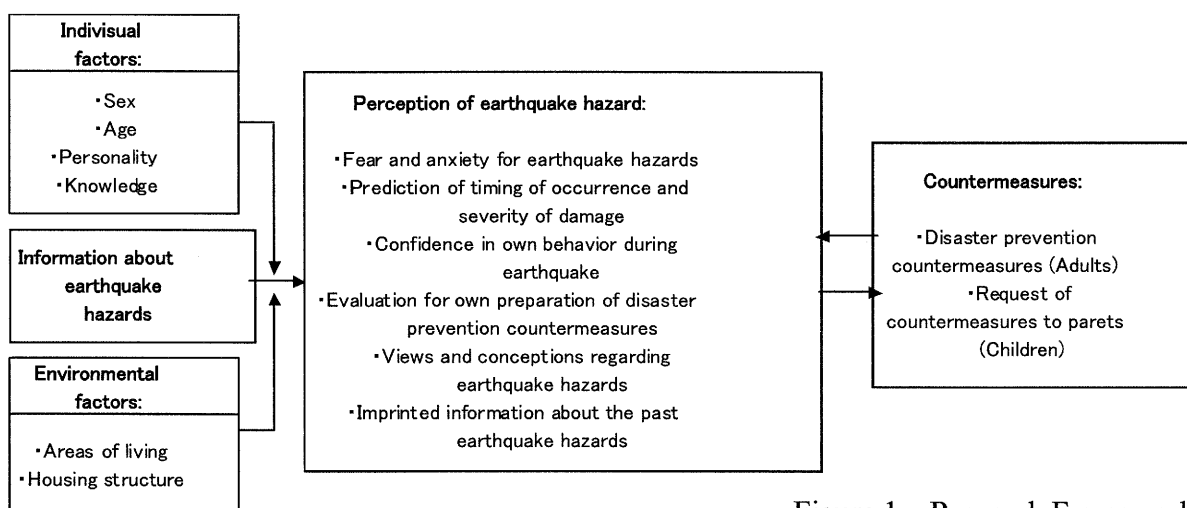 Indivisual
factors:
・Sex
・Age
・Personality
・Knowledge
Information about
earthquake
hazards
Environmental
factors:
・Areas of living
・Housing structure
Perception of earthquake hazard:
・Fear and anxiety for earthquake hazards
・Prediction of timing of occurrence and
severity of damage
・Confidence in own behavior during
earthquake
・Evaluation for own preparation of disaster
prevention countermeasures
・Views and conceptions regarding
earthquake hazards
・Imprinted information about the past
earthquake hazards
Countermeasures:
・Disaster prevention
countermeasures (Adults)
・Request of
countermeasures to parets
(Children)